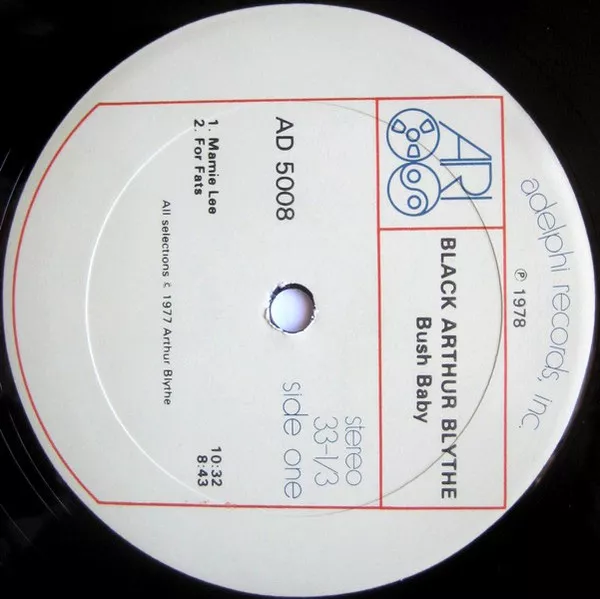 adelphi records, inc.
℗ 1978
ARI
BLACK ARTHUR BLYTHE
Bush Baby
AD 5008
stereo
33-1/3
side one
1. Mamie Lee 10:32
2. For Fats 8:43
All selections © 1977 Arthur Blythe